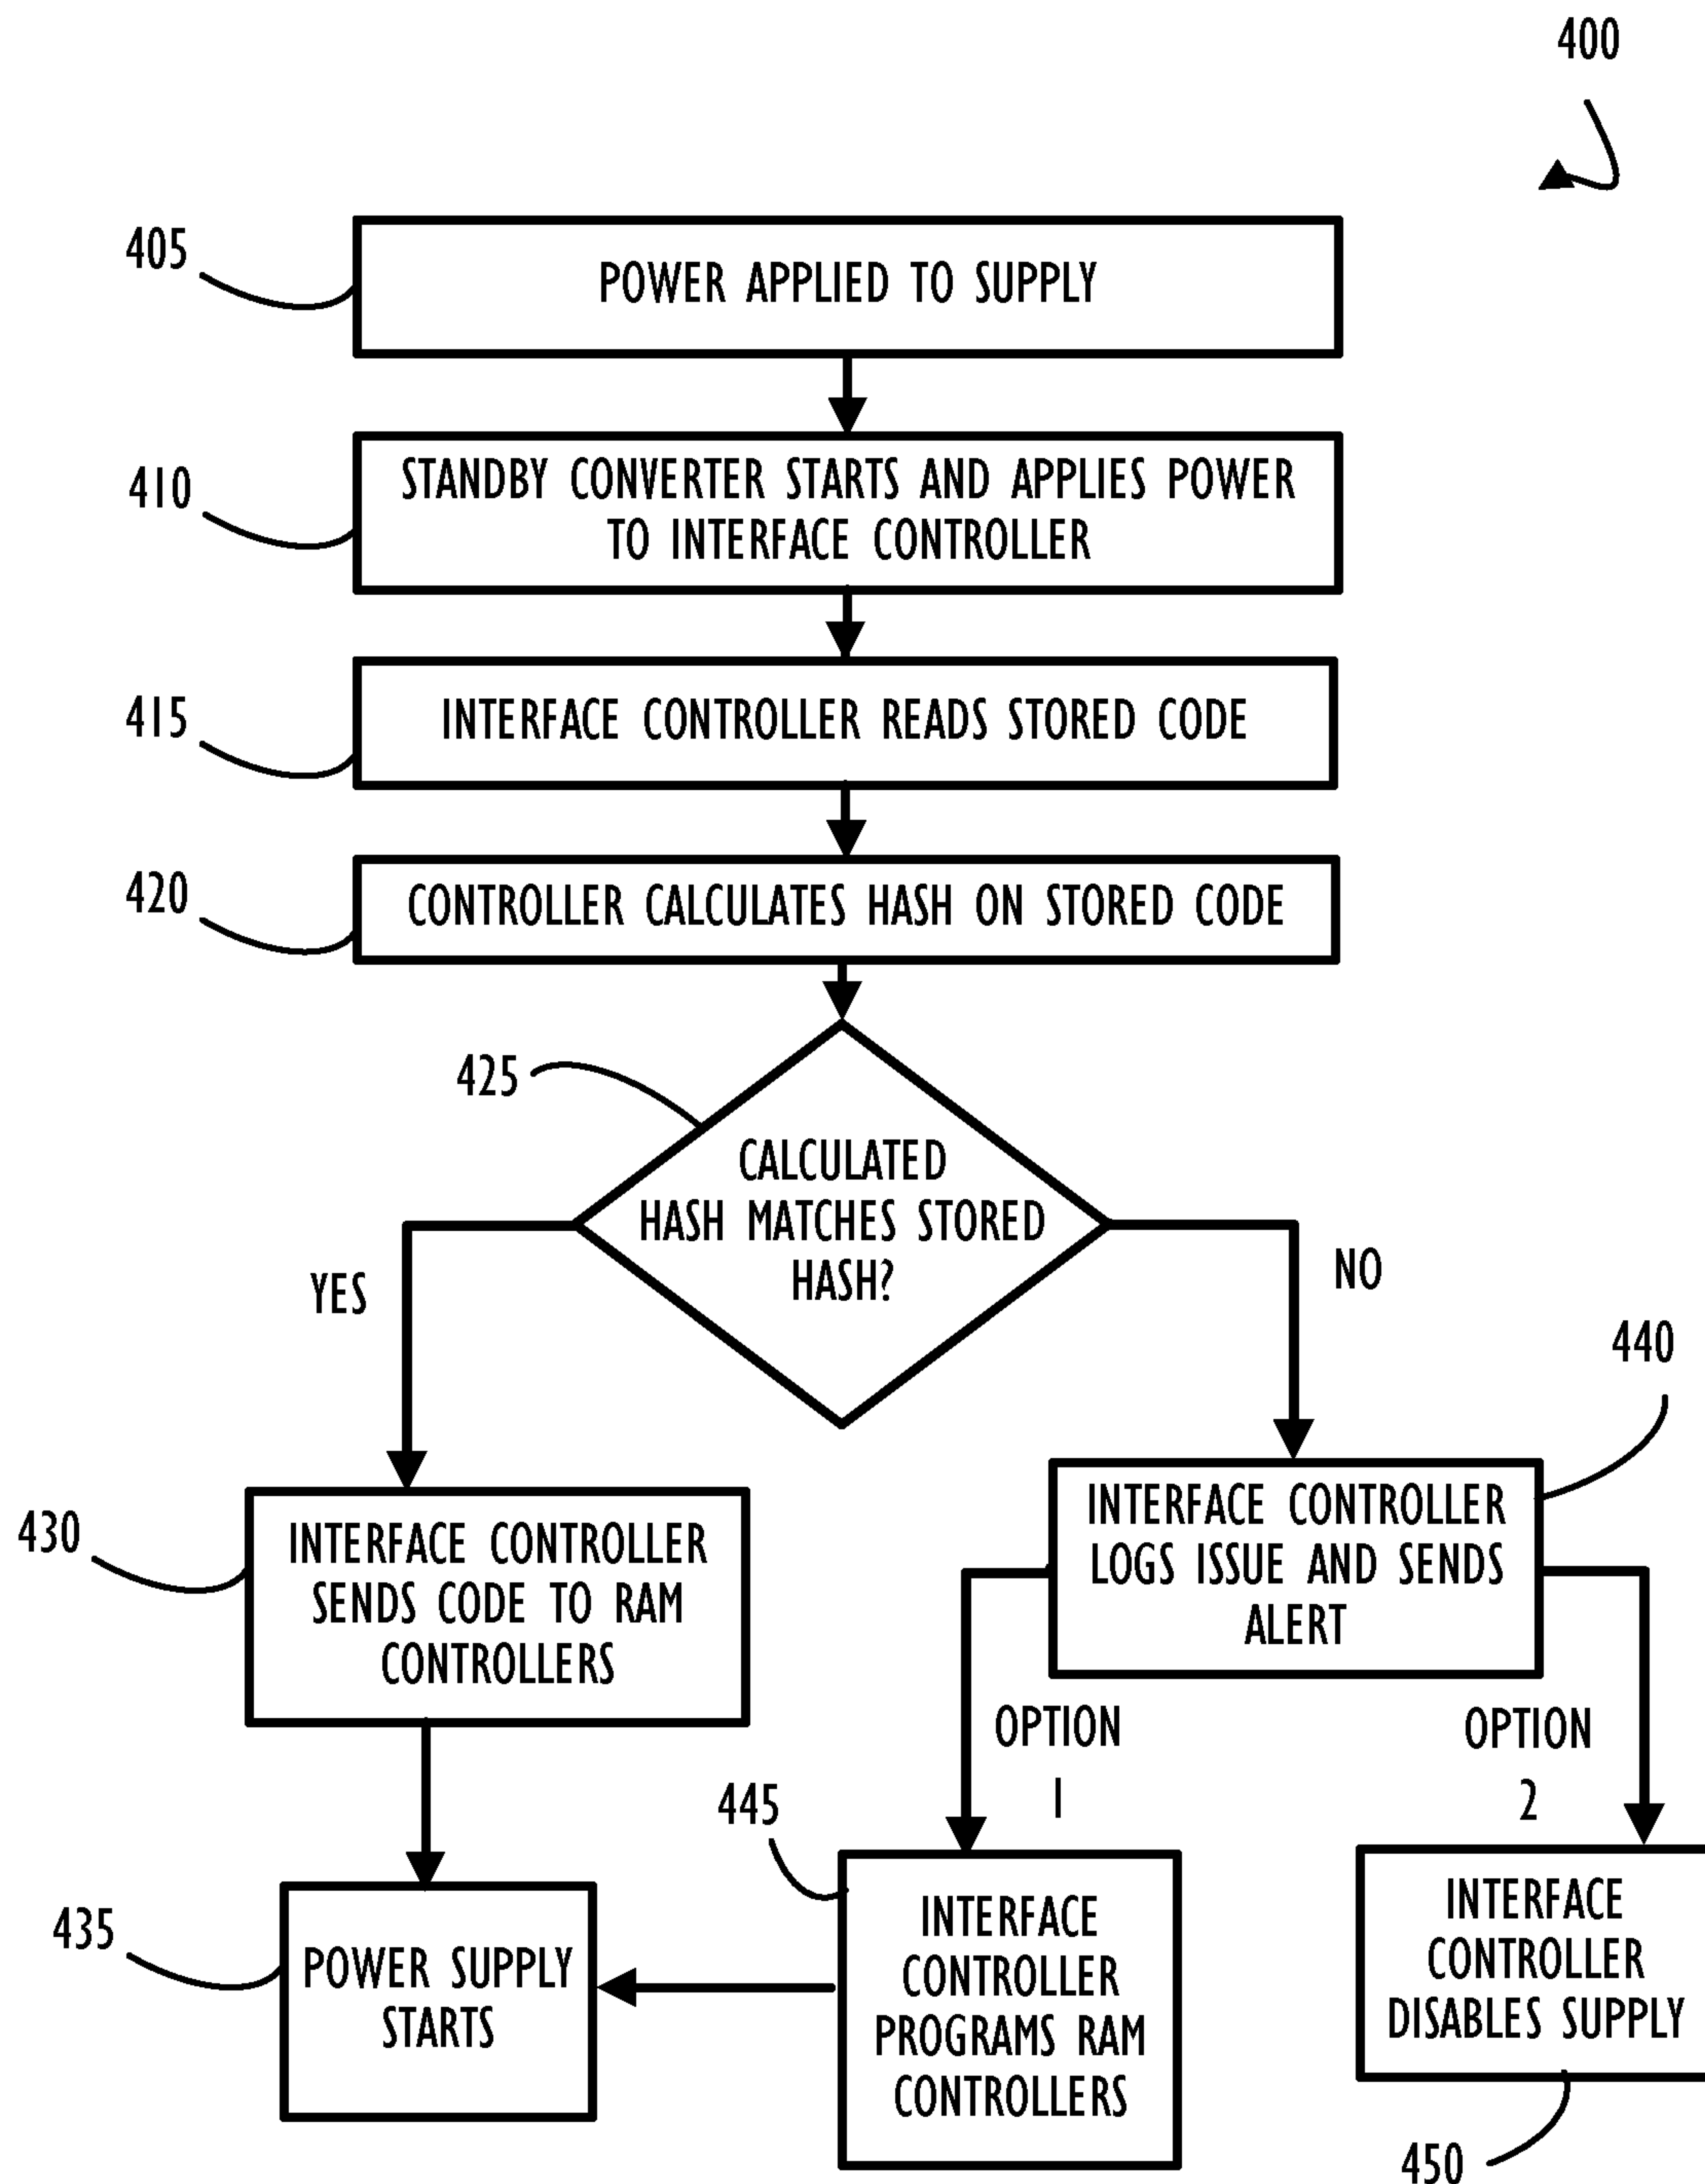 400
405
POWER APPLIED TO SUPPLY
410
STANDBY CONVERTER STARTS AND APPLIES POWER
TO INTERFACE CONTROLLER
415
INTERFACE CONTROLLER READS STORED CODE
420
CONTROLLER CALCULATES HASH ON STORED CODE
425
CALCULATED
HASH MATCHES STORED
HASH?
YES
NO
430
INTERFACE CONTROLLER
SENDS CODE TO RAM
CONTROLLERS
440
INTERFACE CONTROLLER
LOGS ISSUE AND SENDS
ALERT
OPTION
1
OPTION
2
435
POWER SUPPLY
STARTS
445
INTERFACE
CONTROLLER
PROGRAMS RAM
CONTROLLERS
INTERFACE
CONTROLLER
DISABLES SUPPLY
450